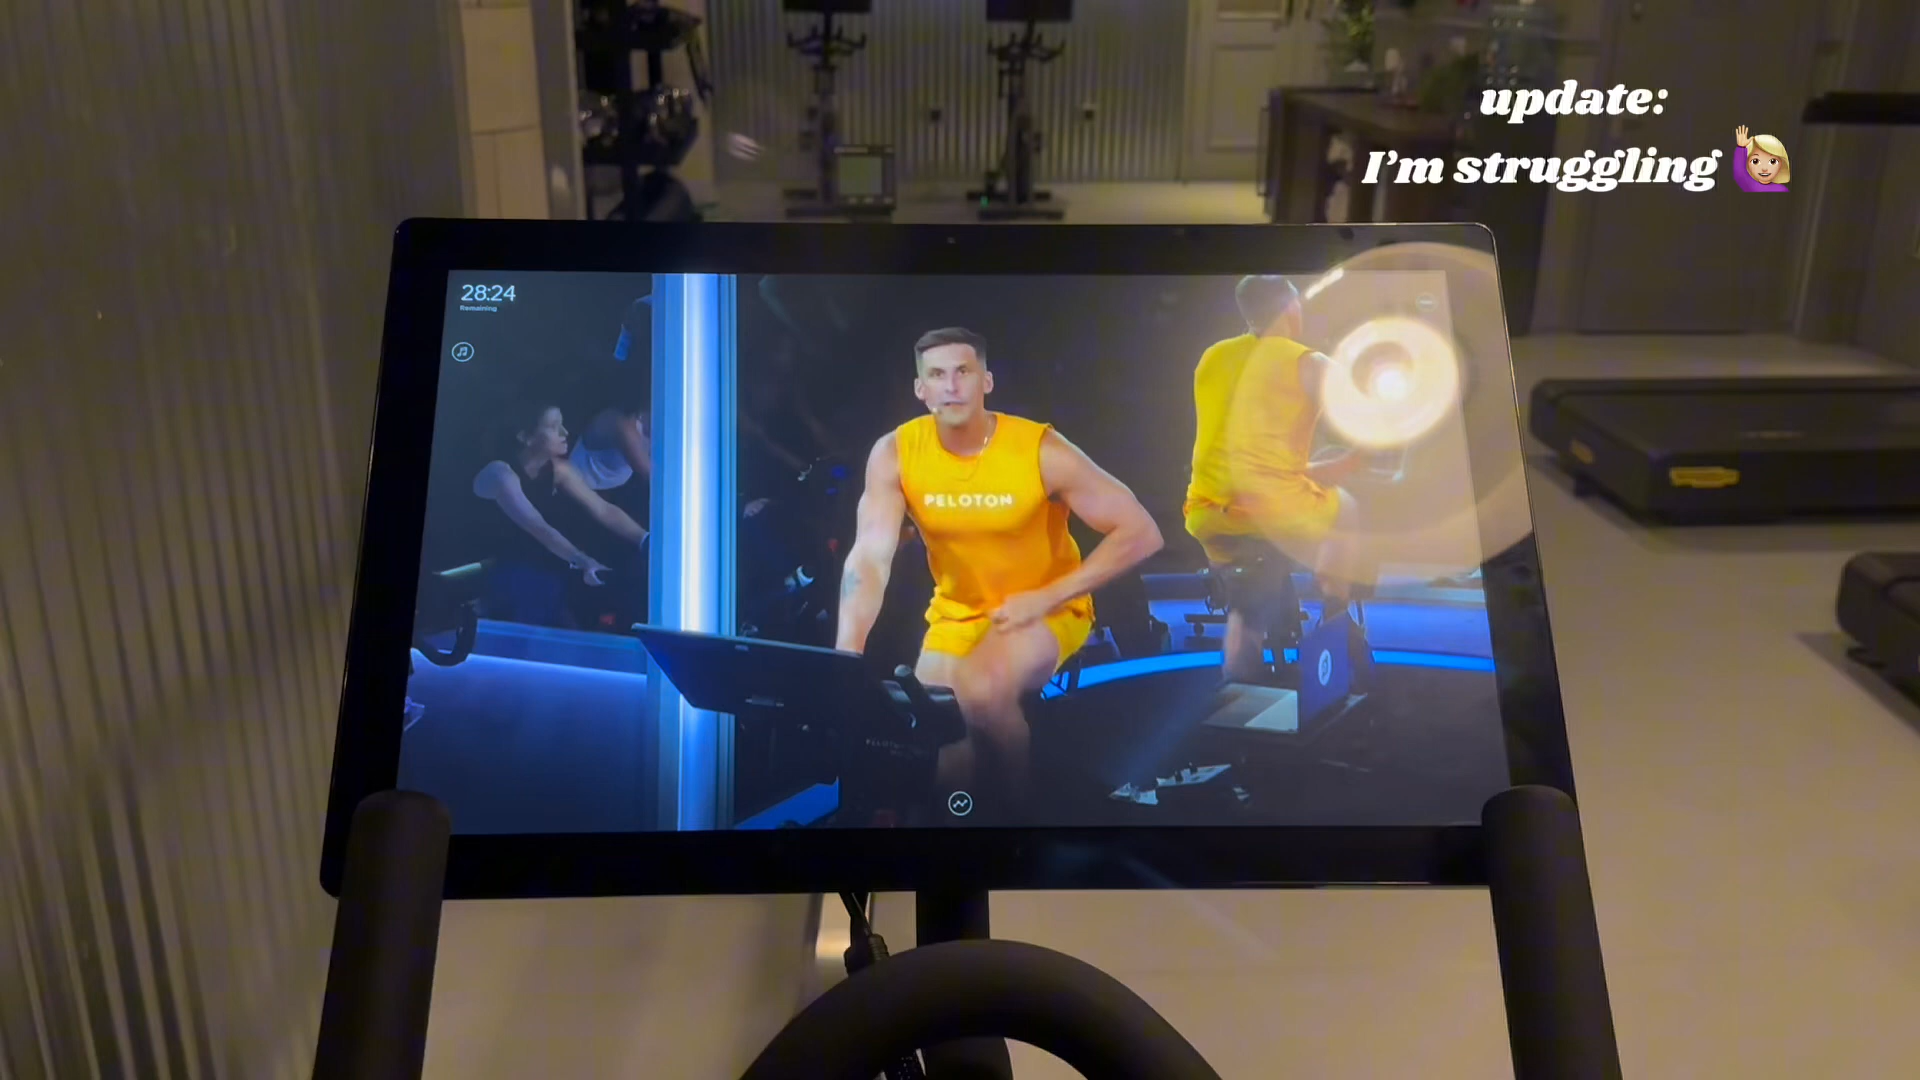 update:
I'm struggling 🙋🏼‍♀️
28:24
Remaining
PELOTON